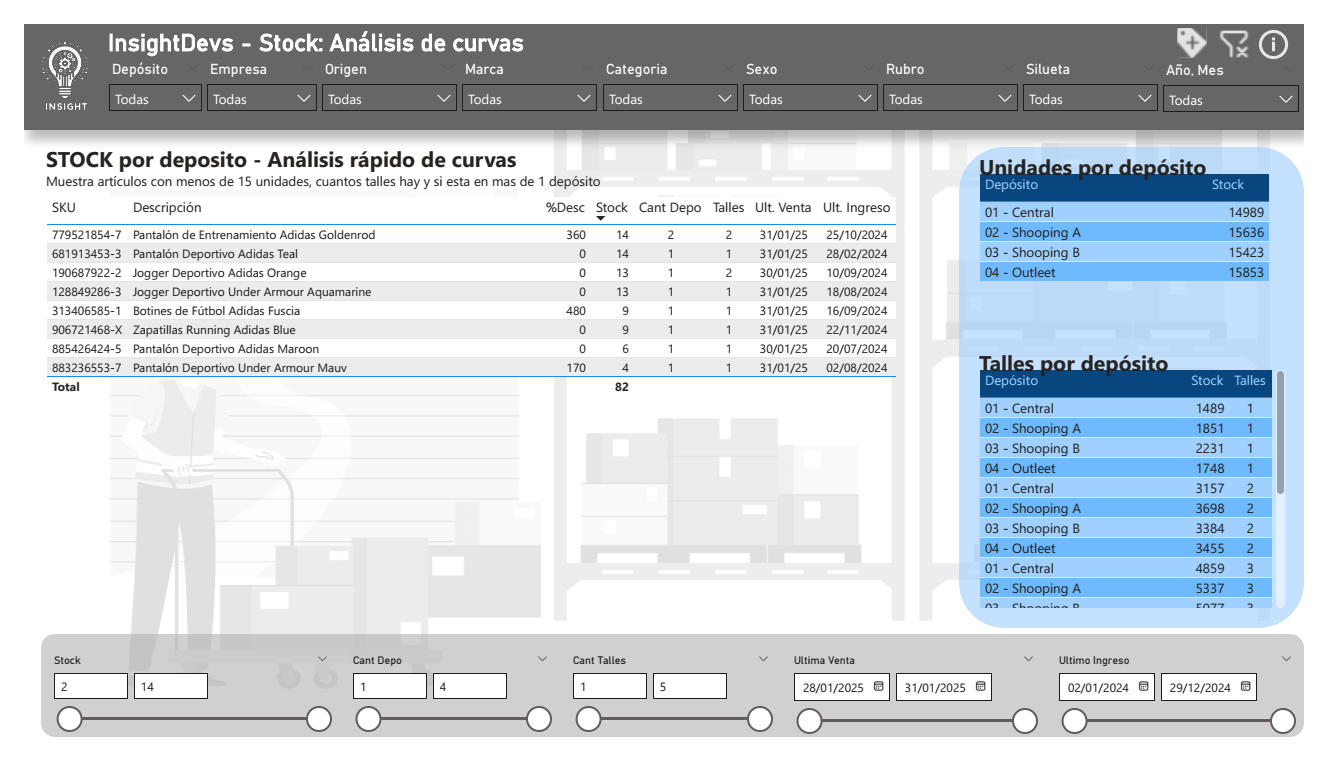 InsightDevs - Stock: Análisis de curvas
INSIGHT
Depósito Empresa Origen Marca Categoria Sexo Rubro Silueta Año, Mes
Todas Todas Todas Todas Todas Todas Todas Todas Todas
STOCK por deposito - Análisis rápido de curvas
Muestra artículos con menos de 15 unidades, cuantos talles hay y si esta en mas de 1 depósito
SKU Descripción %Desc Stock Cant Depo Talles Ult. Venta Ult. Ingreso
779521854-7 Pantalón de Entrenamiento Adidas Goldenrod 360 14 2 2 31/01/25 25/10/2024
681913453-3 Pantalón Deportivo Adidas Teal 0 14 1 1 31/01/25 28/02/2024
190687922-2 Jogger Deportivo Adidas Orange 0 13 1 2 30/01/25 10/09/2024
128849286-3 Jogger Deportivo Under Armour Aquamarine 0 13 1 1 31/01/25 18/08/2024
313406585-1 Botines de Fútbol Adidas Fuscia 480 9 1 1 31/01/25 16/09/2024
906721468-X Zapatillas Running Adidas Blue 0 9 1 1 31/01/25 22/11/2024
885426424-5 Pantalón Deportivo Adidas Maroon 0 6 1 1 30/01/25 20/07/2024
883236553-7 Pantalón Deportivo Under Armour Mauv 170 4 1 1 31/01/25 02/08/2024
Total 82
Unidades por depósito
Depósito Stock
01 - Central 14989
02 - Shooping A 15636
03 - Shooping B 15423
04 - Outleet 15853
Talles por depósito
Depósito Stock Talles
01 - Central 1489 1
02 - Shooping A 1851 1
03 - Shooping B 2231 1
04 - Outleet 1748 1
01 - Central 3157 2
02 - Shooping A 3698 2
03 - Shooping B 3384 2
04 - Outleet 3455 2
01 - Central 4859 3
02 - Shooping A 5337 3
03 - Shooping B 5077 3
Stock Cant Depo Cant Talles Ultima Venta Ultimo Ingreso
2 14 1 4 1 5 28/01/2025 31/01/2025 02/01/2024 29/12/2024